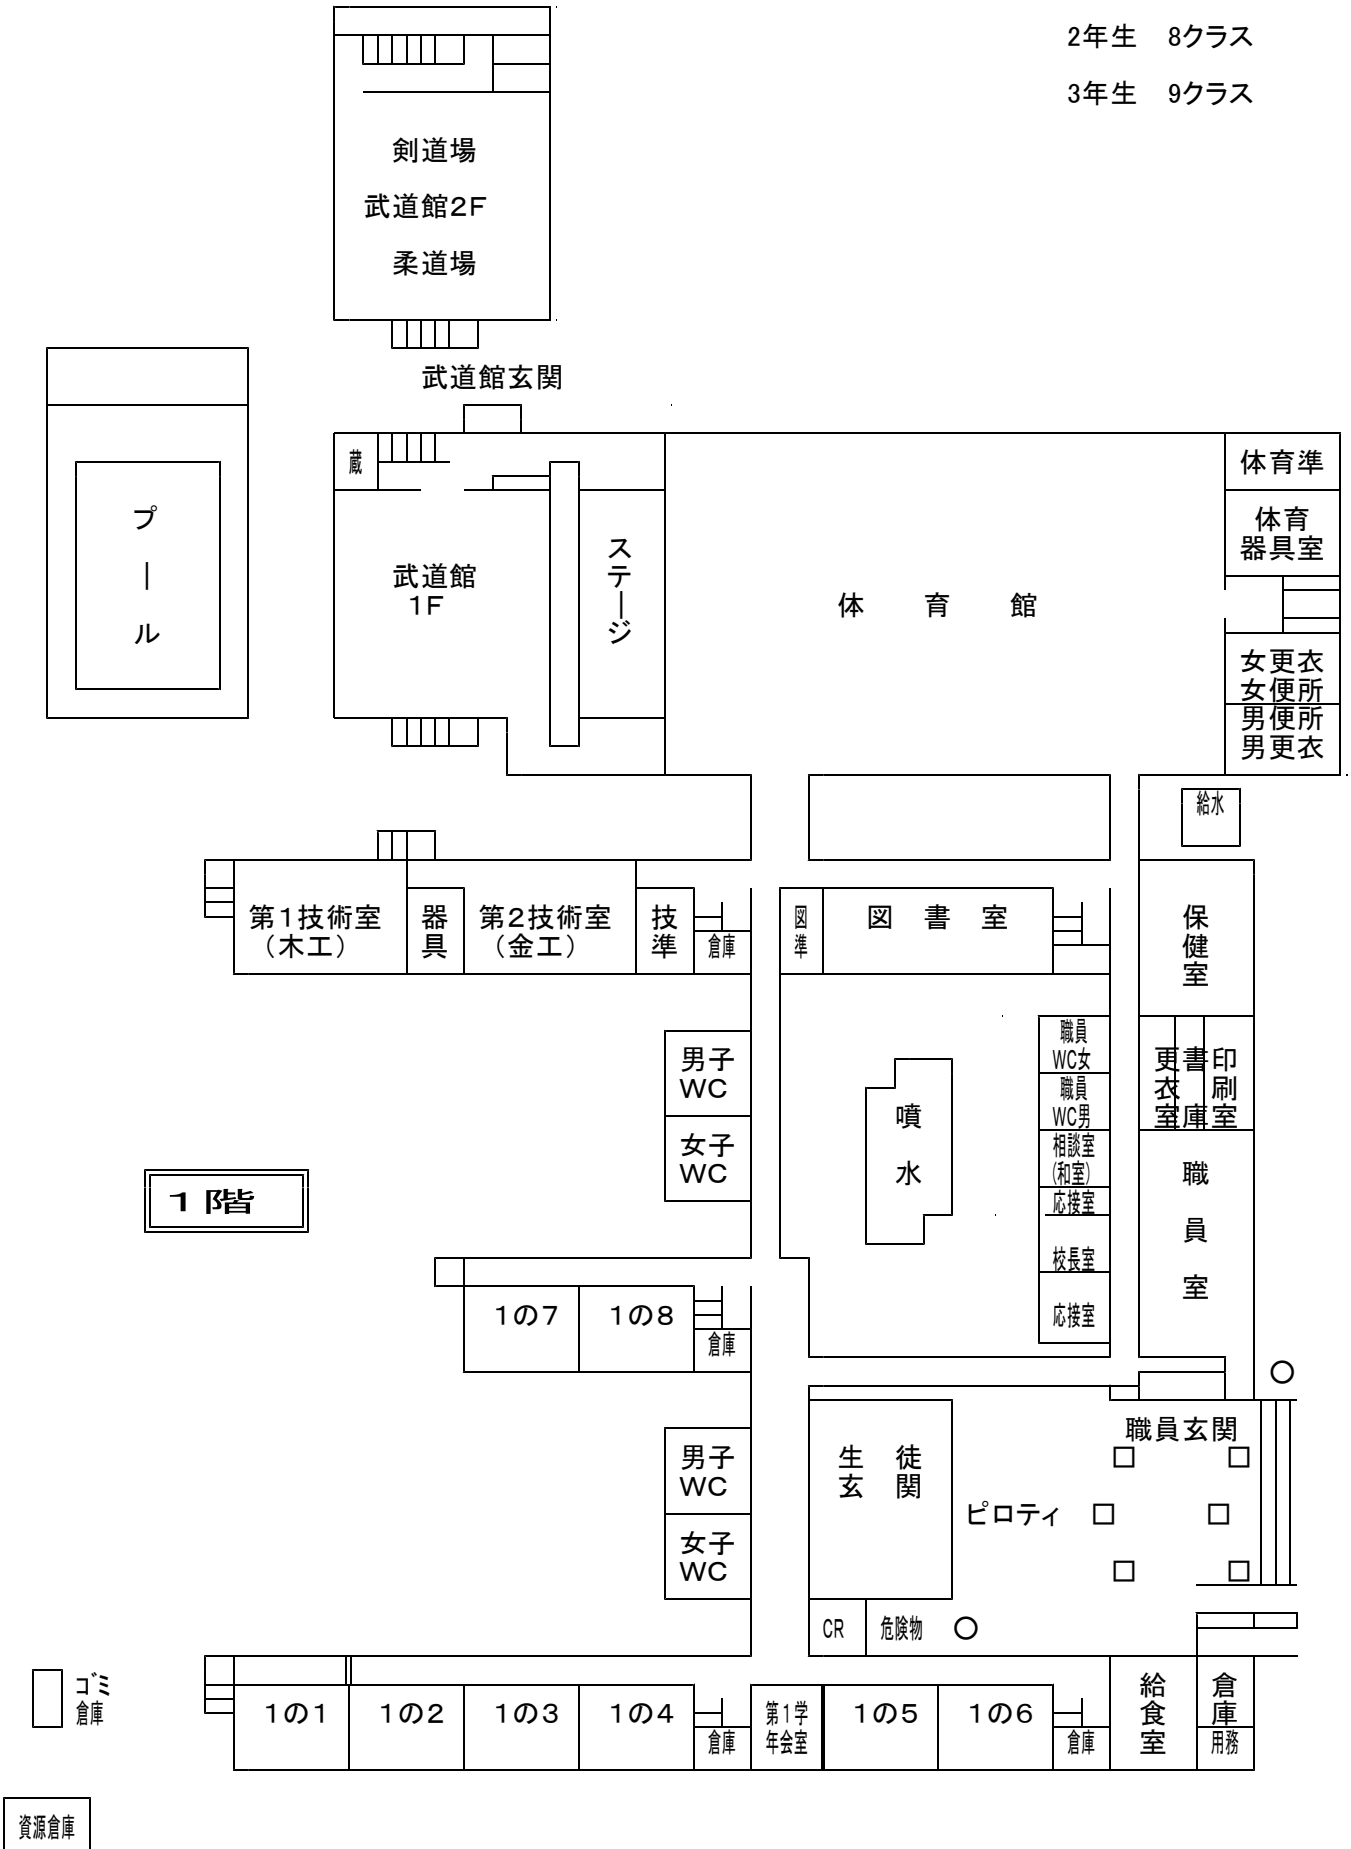 2年生　8クラス
3年生　9クラス
剣道場
武道館2F
柔道場
武道館玄関
蔵
体育準
プール
ステージ
体育
器具室
武道館
1F
体　育　館
女更衣
女便所
男便所
男更衣
給水
第1技術室
（木工）
器具
第2技術室
（金工）
技準
倉庫
図準
図　書　室
保健室
職員
WC女
男子
WC
更衣室
書庫
印刷室
職員
WC男
噴水
女子
WC
相談室
(和室)
職員室
1階
応接室
校長室
1の7
1の8
倉庫
応接室
職員玄関
男子
WC
生　徒
玄　関
ピロティ
女子
WC
CR
危険物
ゴミ
倉庫
1の1
1の2
1の3
1の4
倉庫
第1学
年会室
1の5
1の6
倉庫
給食室
倉庫
用務
資源倉庫